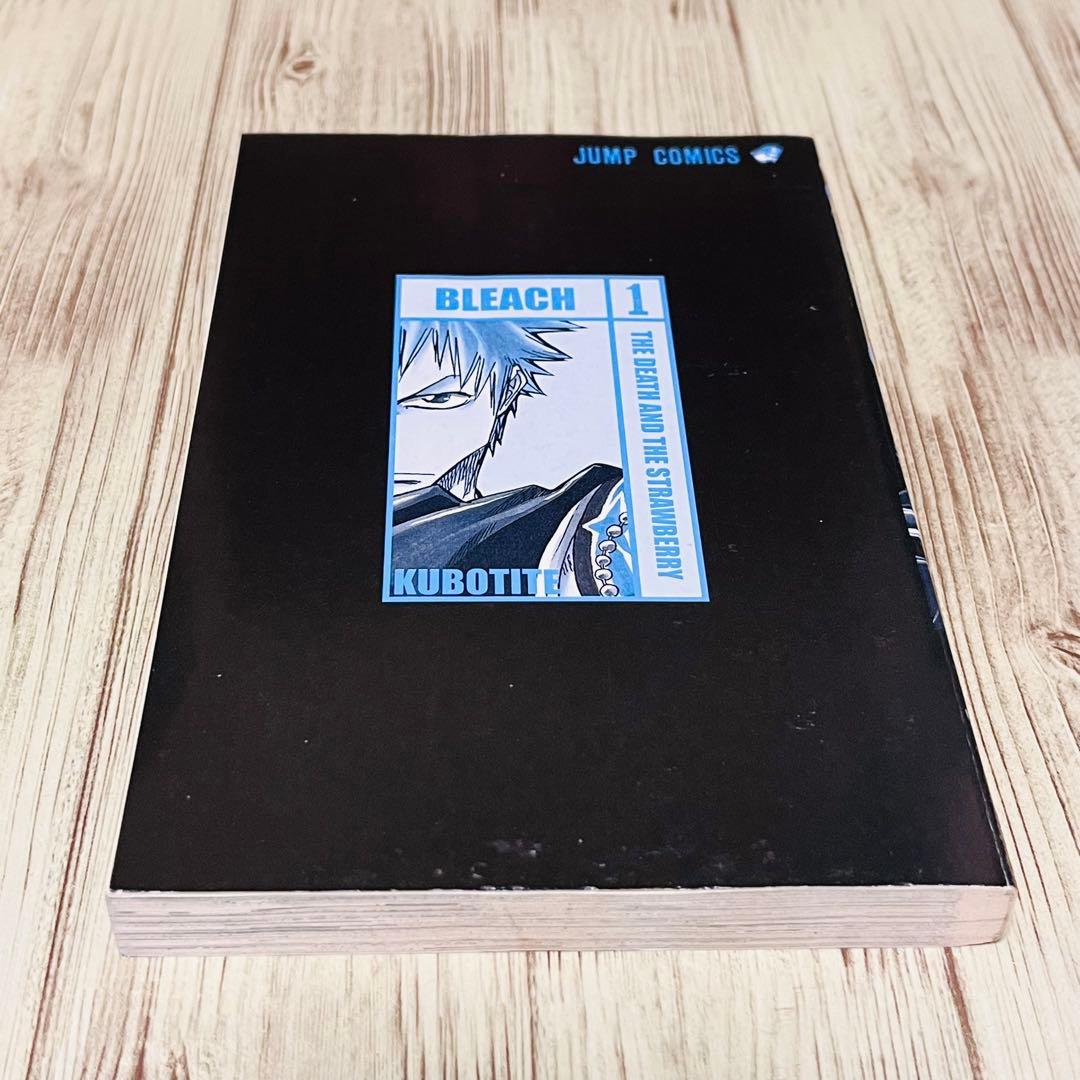 JUMP COMICS
BLEACH
1
THE DEATH AND THE STRAWBERRY
KUBOTITE